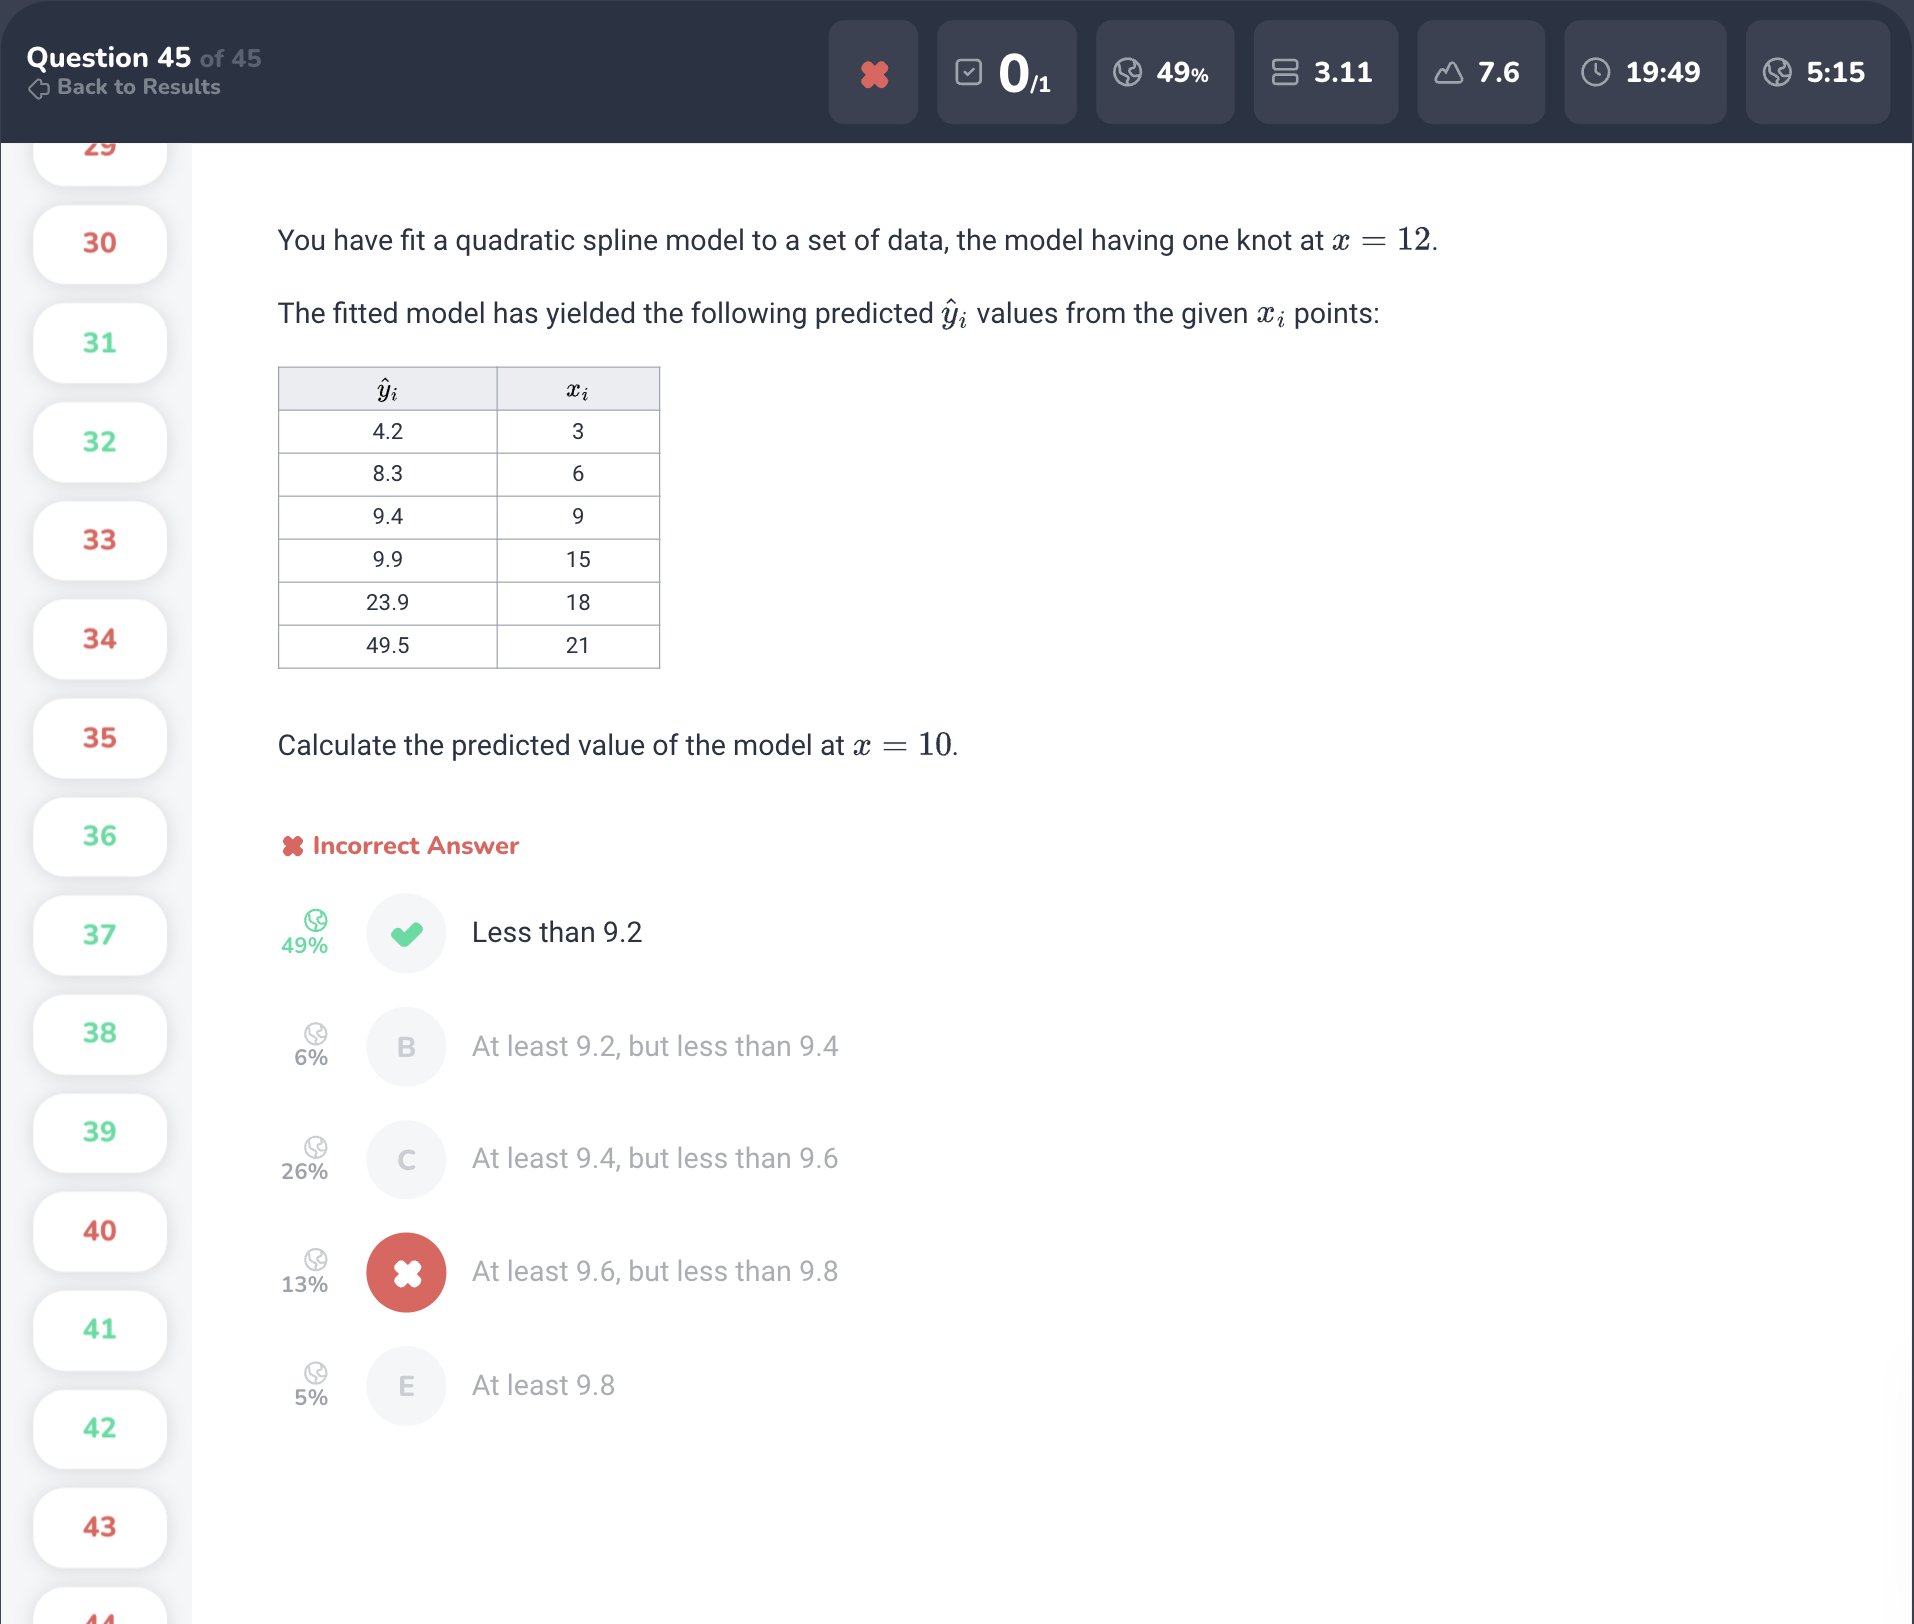 Question 45 of 45
Back to Results
0/1
49%
3.11
7.6
19:49
5:15
29
30
31
32
33
34
35
36
37
38
39
40
41
42
43
44
You have fit a quadratic spline model to a set of data, the model having one knot at x = 12.
The fitted model has yielded the following predicted ŷᵢ values from the given xᵢ points:
ŷᵢ xᵢ
4.2 3
8.3 6
9.4 9
9.9 15
23.9 18
49.5 21
Calculate the predicted value of the model at x = 10.
Incorrect Answer
49% Less than 9.2
6% B At least 9.2, but less than 9.4
26% C At least 9.4, but less than 9.6
13% At least 9.6, but less than 9.8
5% E At least 9.8